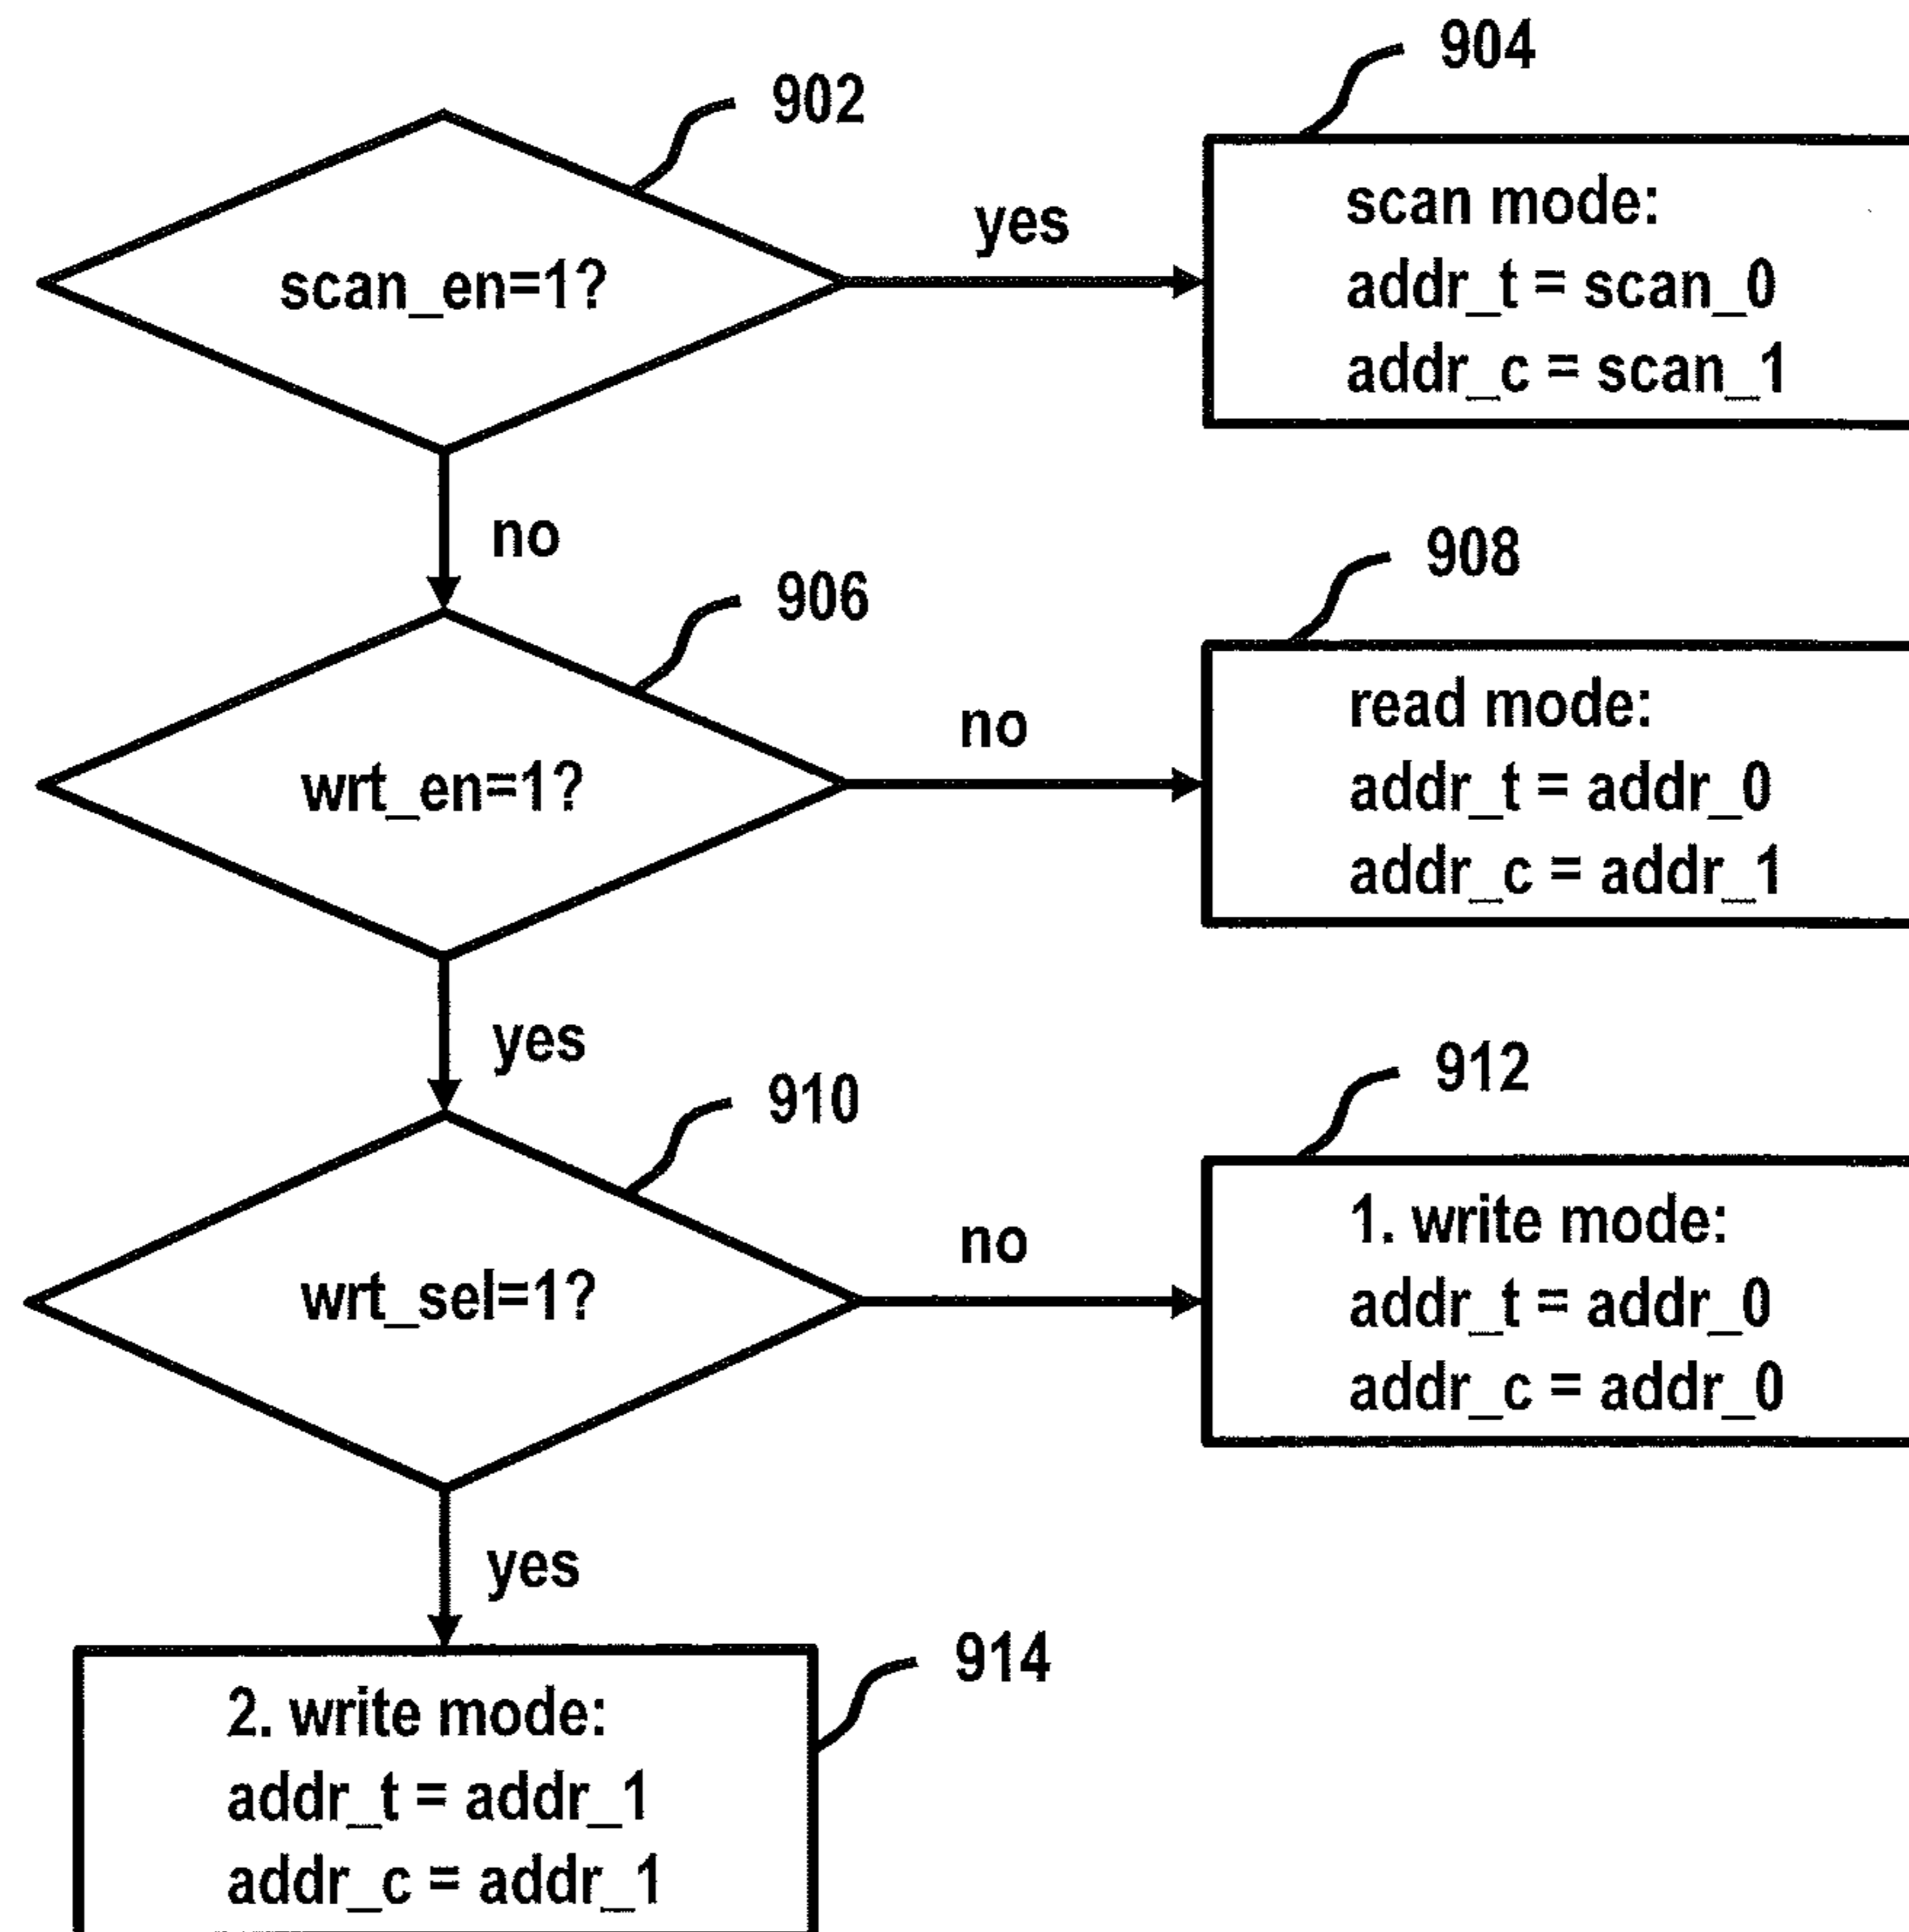 904
902
scan mode:
addr_t = scan_0
addr_c = scan_1
yes
scan_en=1?
no
908
906
read mode:
addr_t = addr_0
addr_c = addr_1
no
wrt_en=1?
yes
912
910
1. write mode:
addr_t = addr_0
addr_c = addr_0
no
wrt_sel=1?
yes
914
2. write mode:
addr_t = addr_1
addr_c = addr_1